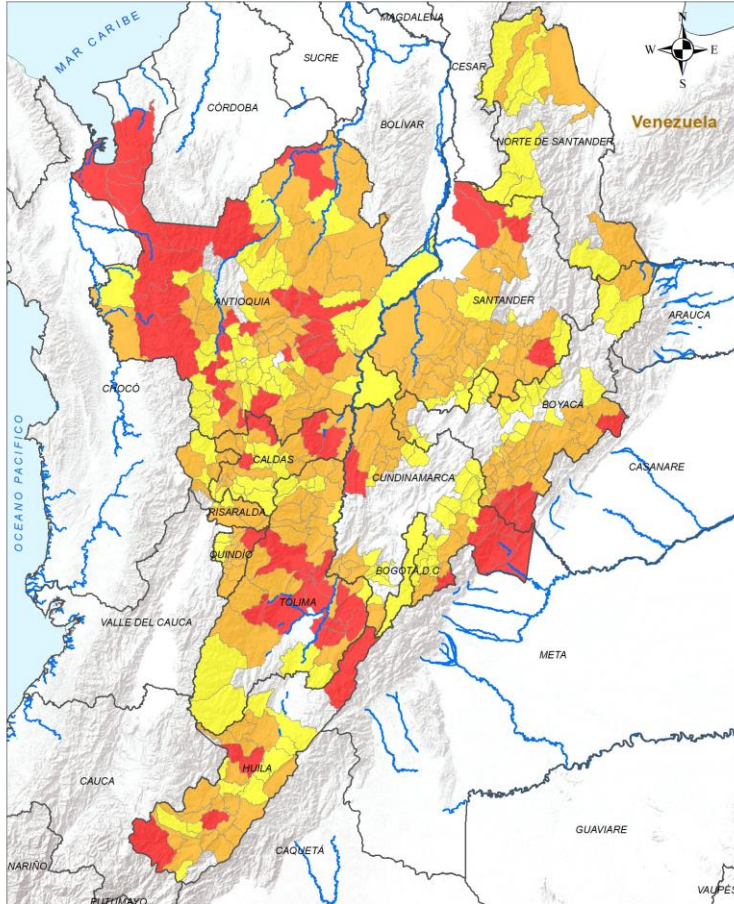 MAGDALENA
N
MAR CARIBE
SUCRE
W
E
CESAR
S
CÓRDOBA
BOLÍVAR
Venezuela
NORTE DE SANTANDER
ANTIOQUIA
SANTANDER
ARAUCA
CHOCÓ
BOYACÁ
OCEANO PACIFICO
CALDAS
CUNDINAMARCA
CASANARE
RISARALDA
QUINDÍO
BOGOTÁ D.C
TOLIMA
VALLE DEL CAUCA
META
HUILA
CAUCA
GUAVIARE
CAQUETÁ
NARIÑO
PUTUMAYO
VAUPÉS